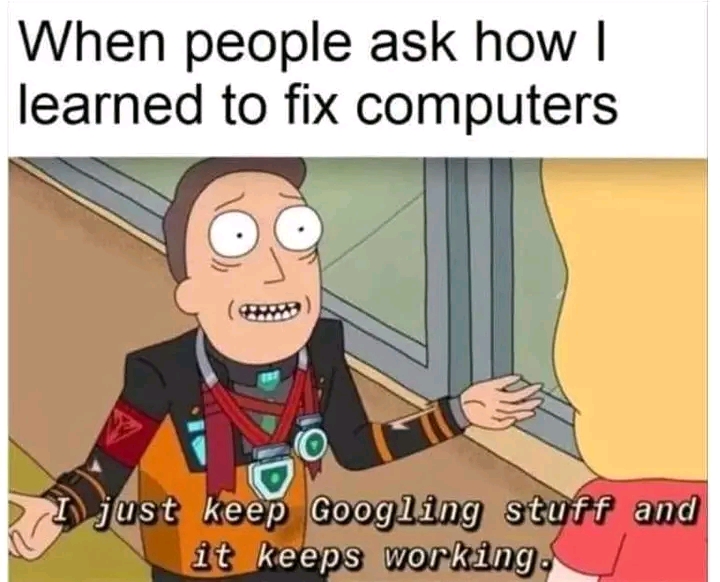 When people ask how I
learned to fix computers
I just keep Googling stuff and
it keeps working.